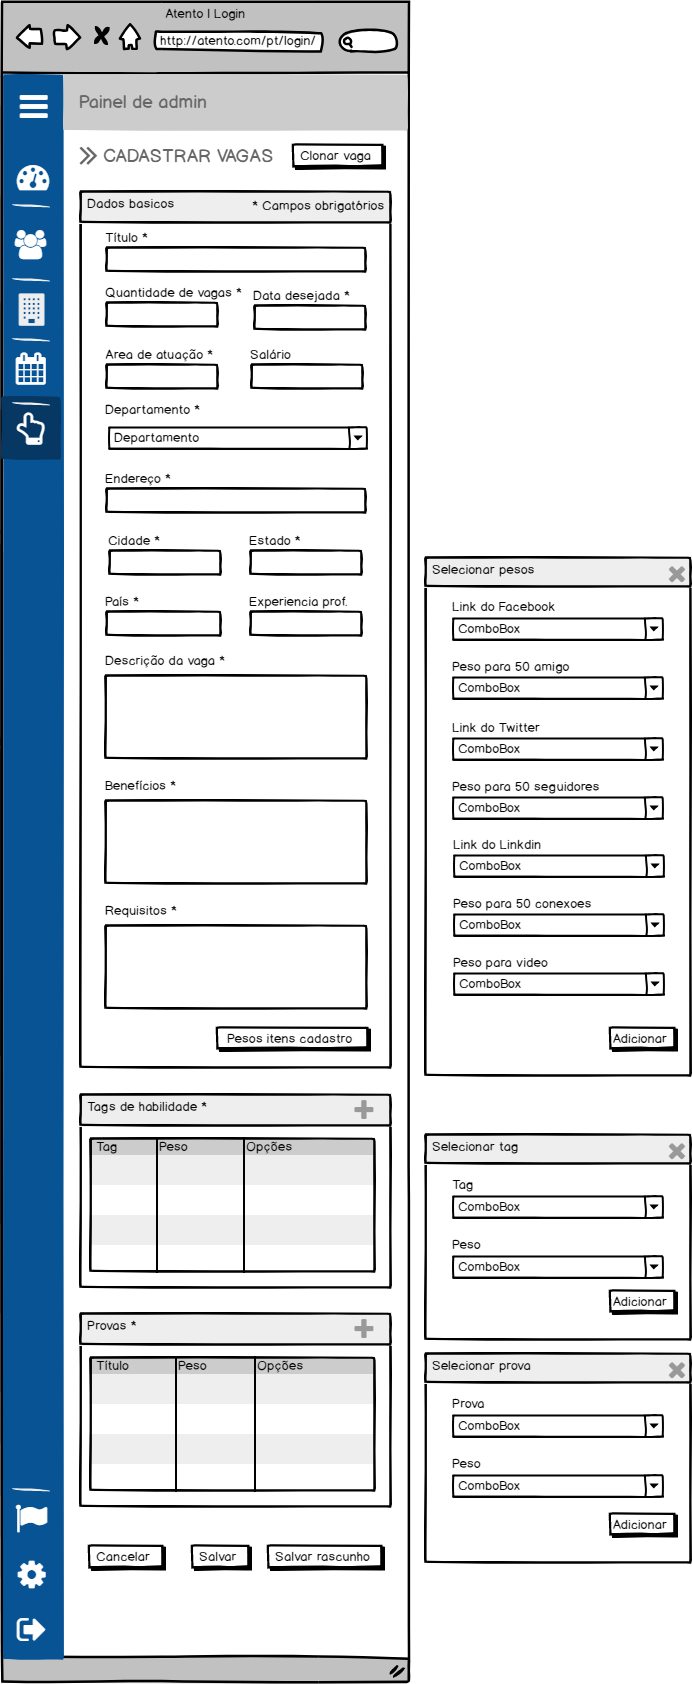 Atento | Login
http://atento.com/pt/login/
Painel de admin
CADASTRAR VAGAS
Clonar vaga
Dados basicos
* Campos obrigatórios
Título *
Quantidade de vagas *
Data desejada *
Area de atuação *
Salário
Departamento *
Departamento
Endereço *
Cidade *
Estado *
País *
Experiencia prof.
Descrição da vaga *
Benefícios *
Requisitos *
Pesos itens cadastro
Tags de habilidade *
Tag
Peso
Opções
Provas *
Título
Peso
Opções
Cancelar
Salvar
Salvar rascunho
Selecionar pesos
Link do Facebook
ComboBox
Peso para 50 amigo
ComboBox
Link do Twitter
ComboBox
Peso para 50 seguidores
ComboBox
Link do Linkdin
ComboBox
Peso para 50 conexoes
ComboBox
Peso para video
ComboBox
Adicionar
Selecionar tag
Tag
ComboBox
Peso
ComboBox
Adicionar
Selecionar prova
Prova
ComboBox
Peso
ComboBox
Adicionar